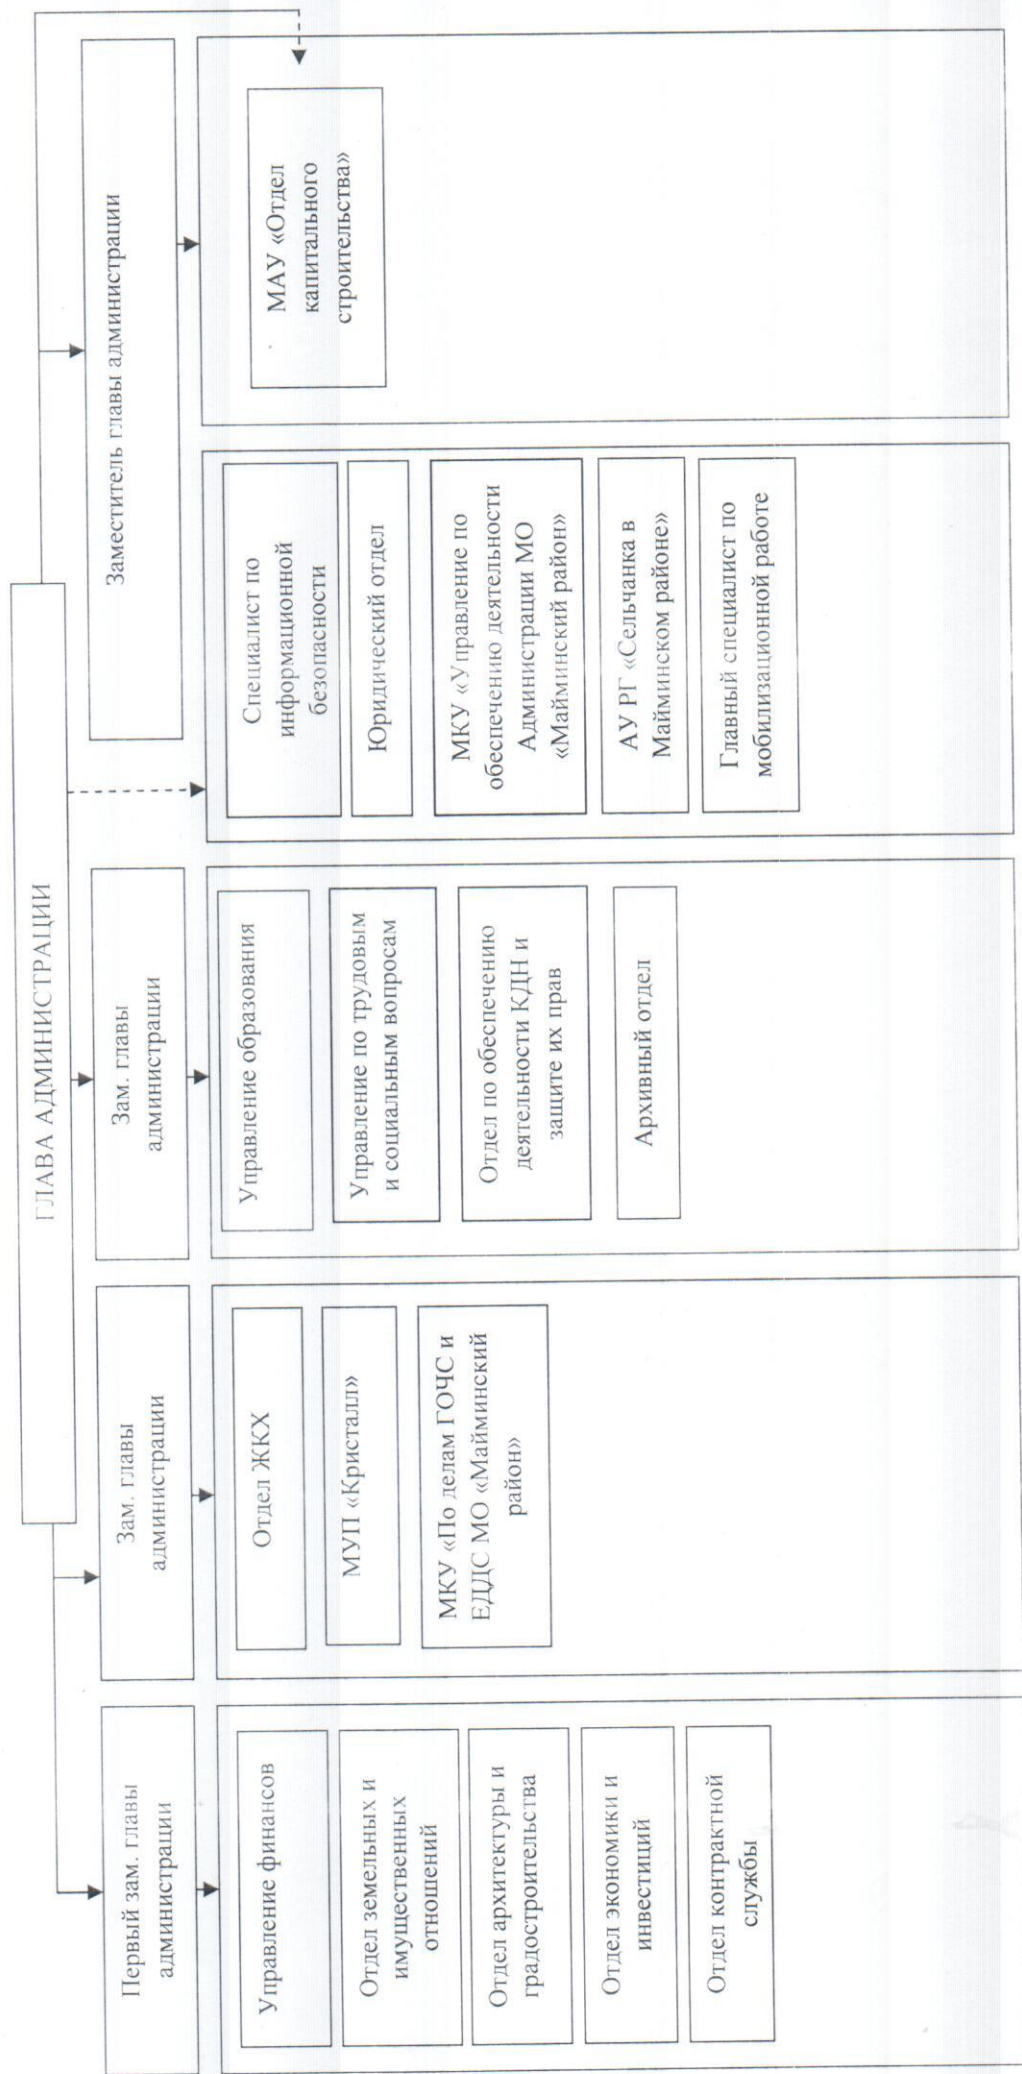 ГЛАВА АДМИНИСТРАЦИИ
Первый зам. главы
администрации
Управление финансов
Отдел земельных и
имущественных
отношений
Отдел архитектуры и
градостроительства
Отдел экономики и
инвестиций
Отдел контрактной
службы
Зам. главы
администрации
Отдел ЖКХ
МУП «Кристалл»
МКУ «По делам ГОЧС и
ЕДДС МО «Майминский
район»
Зам. главы
администрации
Управление образования
Управление по трудовым
и социальным вопросам
Отдел по обеспечению
деятельности КДН и
защите их прав
Архивный отдел
Специалист по
информационной
безопасности
Юридический отдел
МКУ «Управление по
обеспечению деятельности
Администрации МО
«Майминский район»
АУ РГ «Сельчанка в
Майминском районе»
Главный специалист по
мобилизационной работе
Заместитель главы администрации
МАУ «Отдел
капитального
строительства»